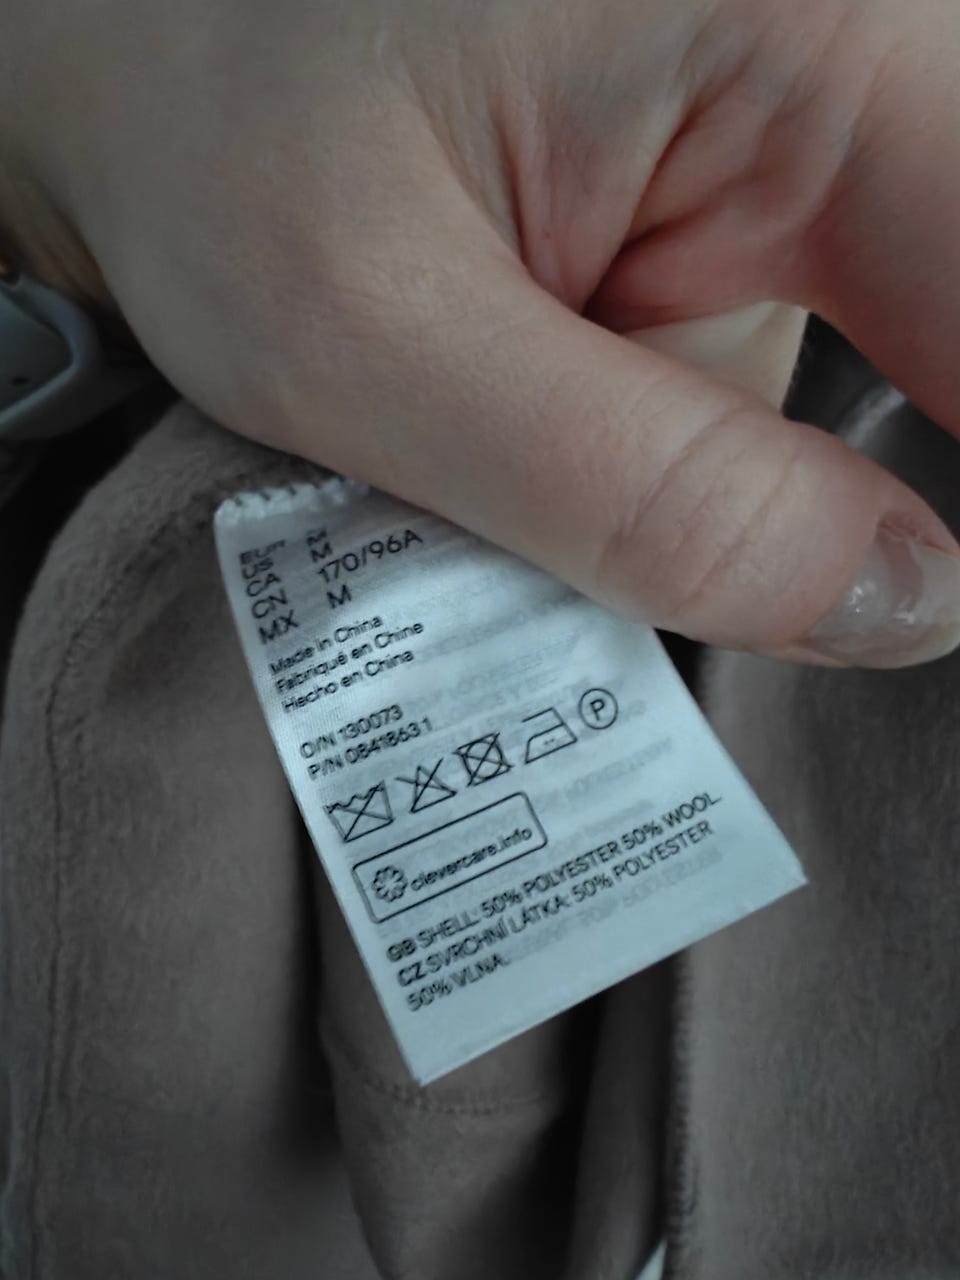 EUR M
US M
CA
CN 170/96A
MX M
Made in China
Fabriqué en Chine
Hecho en China
O/N 130073
P/N 08418631
P
clevercare.info
GB SHELL: 50% POLYESTER 50% WOOL
CZ SVRCHNÍ LÁTKA: 50% POLYESTER
50% VLNA